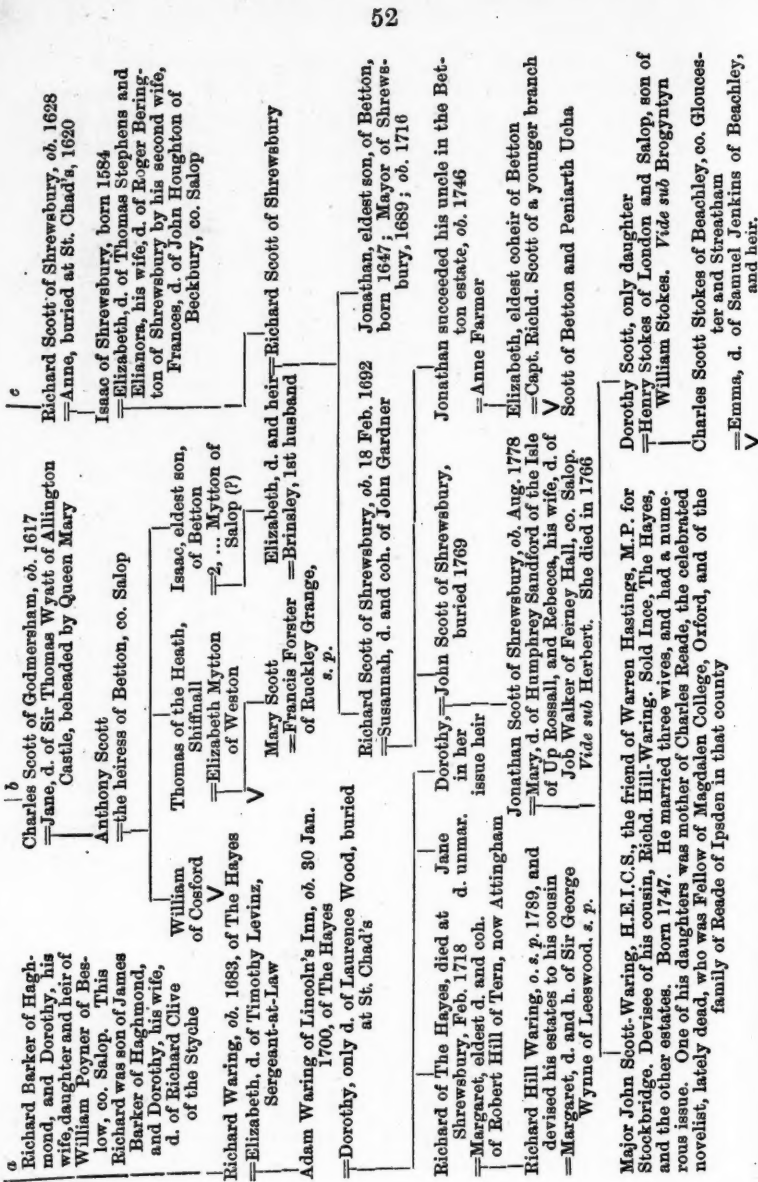 52
a
Richard Barker of Hagh-
mond, and Dorothy, his
wife, daughter and heir of
William Poyner of Bes-
low, co. Salop. This
Richard was son of James
Barker of Haghmond,
and Dorothy, his wife,
d. of Richard Clive
of the Styche
Richard Waring, ob. 1683, of The Hayes
=Elizabeth, d. of Timothy Levinz,
Sergeant-at-Law
Adam Waring of Lincoln's Inn, ob. 30 Jan.
1700, of The Hayes
=Dorothy, only d. of Laurence Wood, buried
at St. Chad's
b
Charles Scott of Godmersham, ob. 1617
=Jane, d. of Sir Thomas Wyatt of Allington
Castle, beheaded by Queen Mary
Anthony Scott
=the heiress of Betton, co. Salop
William
of Cosford
V
Thomas of the Heath,
Shiffnall
=Elizabeth Mytton
of Weston
V
Isaac, eldest son,
of Betton
=2, ... Mytton of
Salop (?)
Mary Scott
=Francis Forster
of Ruckley Grange,
s. p.
Elizabeth, d. and heir=Richard Scott of Shrewsbury
=Brinsley, 1st husband
c
Richard Scott of Shrewsbury, ob. 1628
=Anne, buried at St. Chad's, 1620
Isaac of Shrewsbury, born 1584
=Elizabeth, d. of Thomas Stephens and
Elianora, his wife, d. of Roger Bering-
ton of Shrewsbury by his second wife,
Frances, d. of John Houghton of
Beckbury, co. Salop
Richard Scott of Shrewsbury, ob. 18 Feb. 1692
=Susannah, d. and coh. of John Gardner
Jonathan, eldest son, of Betton,
born 1647; Mayor of Shrews-
bury, 1689; ob. 1716
Richard of The Hayes, died at
Shrewsbury, Feb. 1718
=Margaret, eldest d. and coh.
of Robert Hill of Tern, now Attingham
Jane
d. unmar.
Dorothy,=John Scott of Shrewsbury,
in her buried 1769
issue heir
Jonathan succeeded his uncle in the Bet-
ton estate, ob. 1746
=Anne Farmer
Richard Hill Waring, o. s. p. 1789, and
devised his estates to his cousin
=Margaret, d. and h. of Sir George
Wynne of Leeswood, s. p.
Jonathan Scott of Shrewsbury, ob. Aug. 1778
=Mary, d. of Humphrey Sandford of the Isle
of Up Rossall, and Rebecca, his wife, d. of
Job Walker of Ferney Hall, co. Salop.
Vide sub Herbert. She died in 1766
Elizabeth, eldest coheir of Betton
=Capt. Richd. Scott of a younger branch
V
Scott of Betton and Peniarth Ucha
Major John Scott-Waring, H.E.I.C.S., the friend of Warren Hastings, M.P. for
Stockbridge. Devisee of his cousin, Richd. Hill-Waring. Sold Ince, The Hayes,
and the other estates. Born 1747. He married three wives, and had a nume-
rous issue. One of his daughters was mother of Charles Reade, the celebrated
novelist, lately dead, who was Fellow of Magdalen College, Oxford, and of the
family of Reade of Ipsden in that county
Dorothy Scott, only daughter
=Henry Stokes of London and Salop, son of
William Stokes. Vide sub Brogyntyn
Charles Scott Stokes of Beachley, co. Glouces-
ter and Streatham
=Emma, d. of Samuel Jenkins of Beachley,
and heir.
V